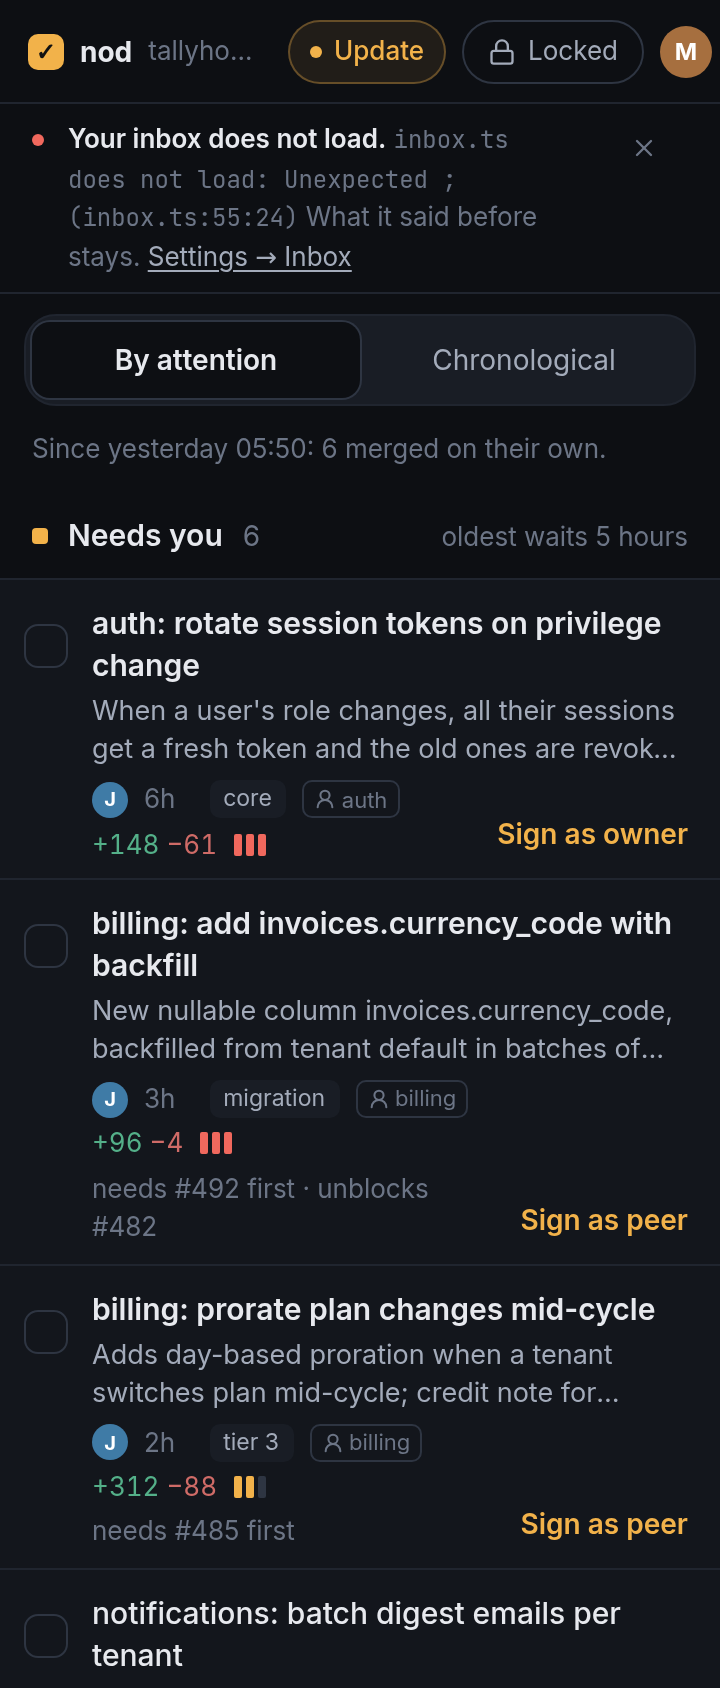 ✓ nod tallyho... Update Locked M
Your inbox does not load. inbox.ts
does not load: Unexpected ;
(inbox.ts:55:24) What it said before
stays. Settings → Inbox
By attention Chronological
Since yesterday 05:50: 6 merged on their own.
Needs you 6 oldest waits 5 hours
auth: rotate session tokens on privilege
change
When a user's role changes, all their sessions
get a fresh token and the old ones are revok...
J 6h core auth
+148 −61 Sign as owner
billing: add invoices.currency_code with
backfill
New nullable column invoices.currency_code,
backfilled from tenant default in batches of...
J 3h migration billing
+96 −4
needs #492 first · unblocks
#482 Sign as peer
billing: prorate plan changes mid-cycle
Adds day-based proration when a tenant
switches plan mid-cycle; credit note for...
J 2h tier 3 billing
+312 −88
needs #485 first Sign as peer
notifications: batch digest emails per
tenant